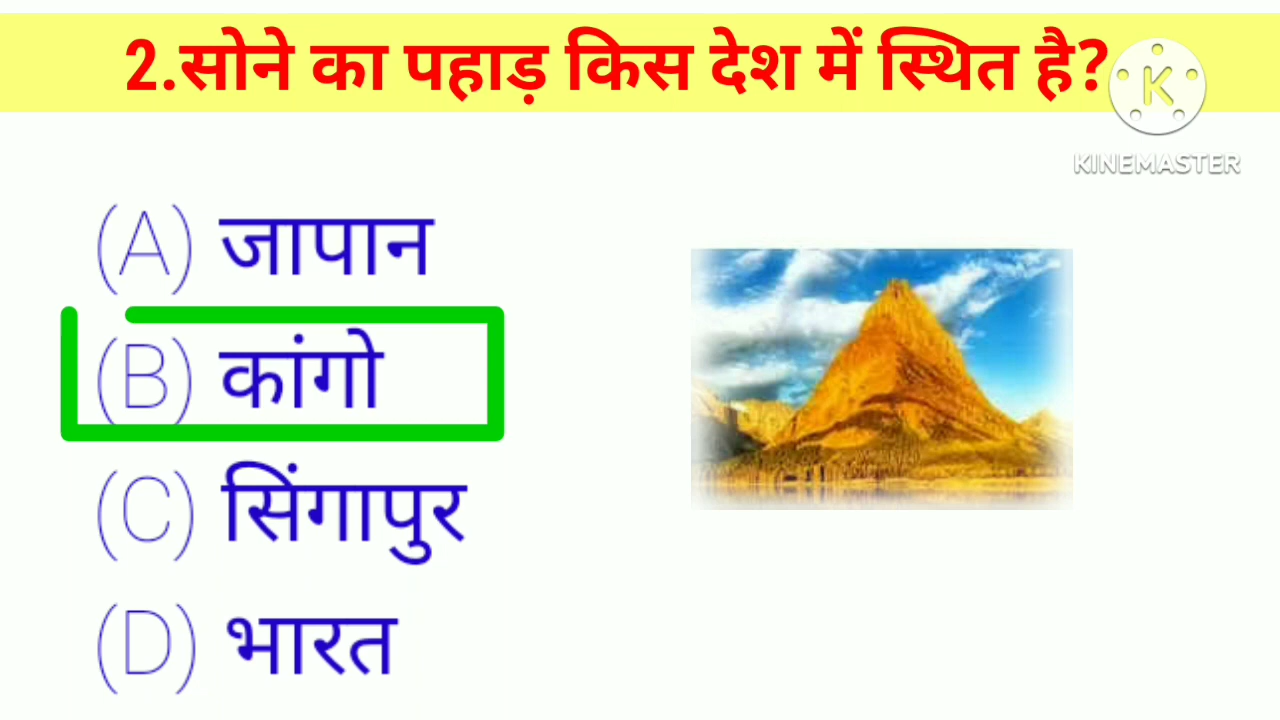 2.सोने का पहाड़ किस देश में स्थित है?
K
KINEMASTER
(A) जापान
(B) कांगो
(C) सिंगापुर
(D) भारत